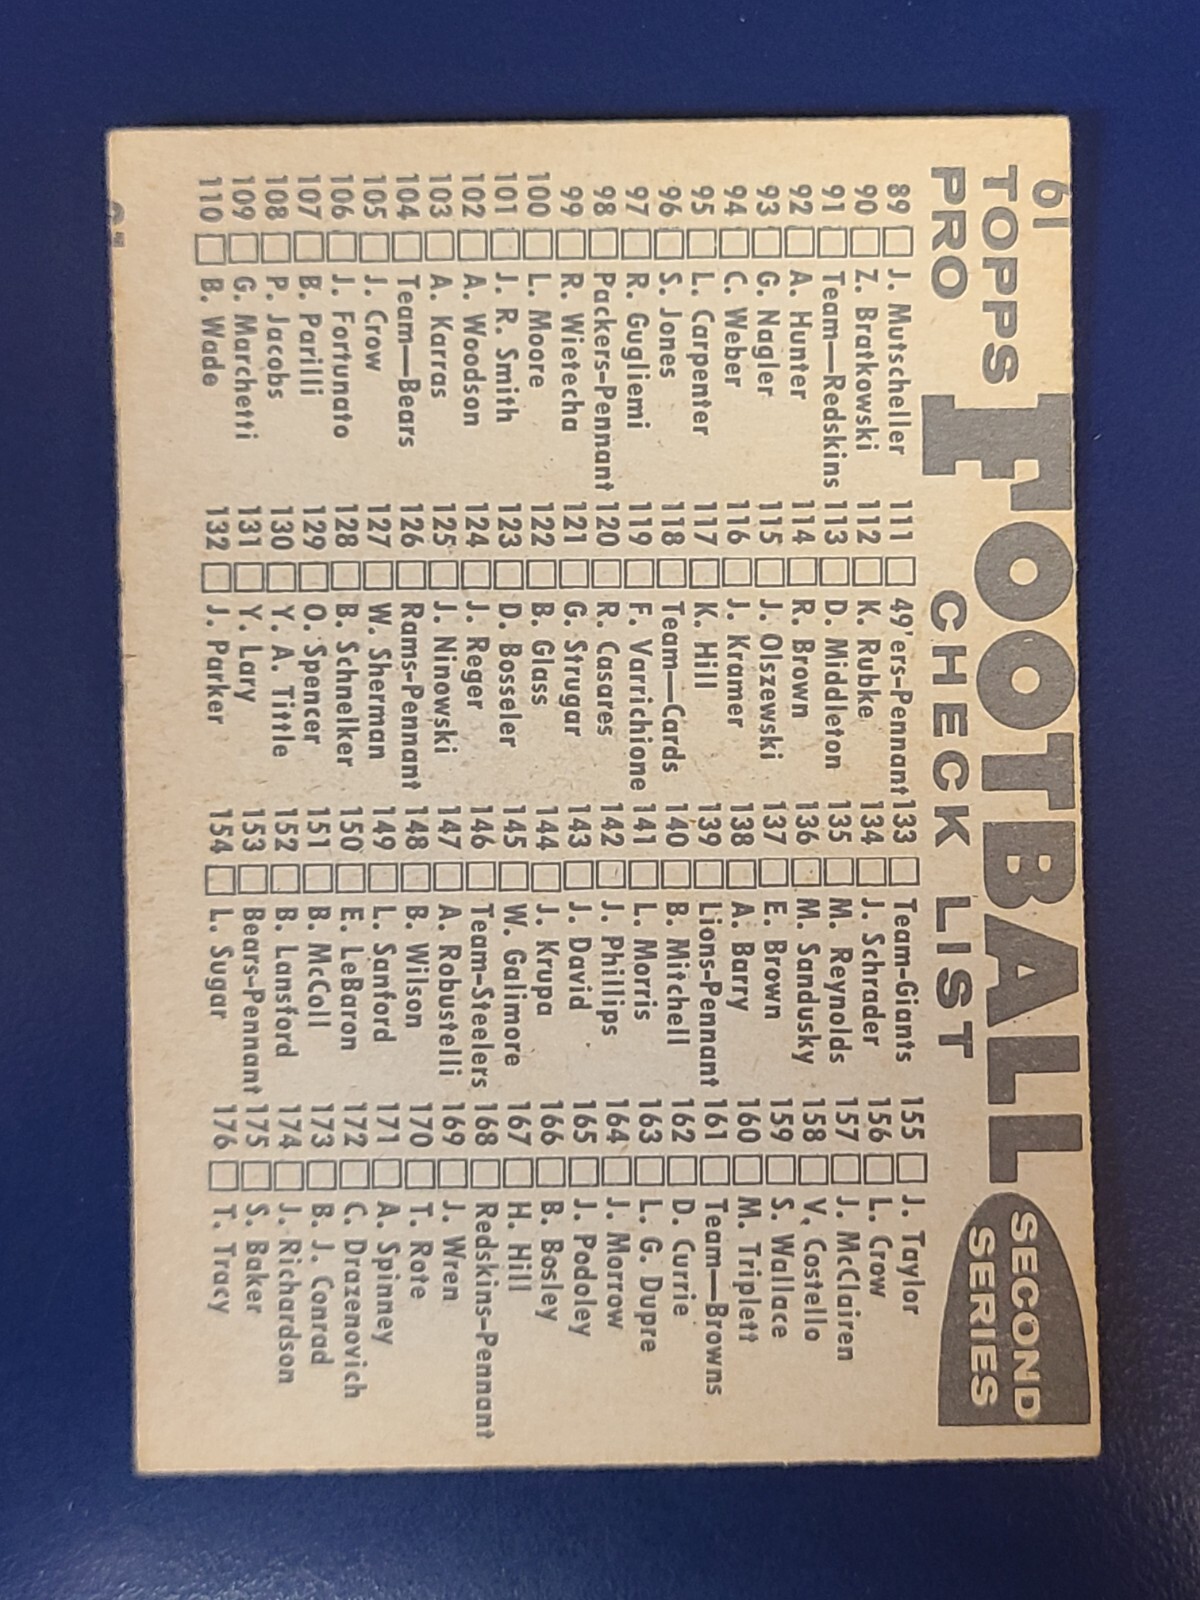 61
TOPPS FOOTBALL SECOND
PRO CHECK LIST SERIES
89 J. Mutscheller
90 Z. Bratkowski
91 Team—Redskins
92 A. Hunter
93 G. Nagler
94 C. Weber
95 L. Carpenter
96 S. Jones
97 R. Gugliemi
98 Packers-Pennant
99 R. Wietecha
100 L. Moore
101 J. R. Smith
102 A. Woodson
103 A. Karras
104 Team—Bears
105 J. Crow
106 J. Fortunato
107 B. Parilli
108 P. Jacobs
109 G. Marchetti
110 B. Wade
111 49'ers-Pennant
112 K. Rubke
113 D. Middleton
114 R. Brown
115 J. Olszewski
116 J. Kramer
117 K. Hill
118 Team—Cards
119 F. Varrichione
120 R. Casares
121 G. Strugar
122 B. Glass
123 D. Bosseler
124 J. Reger
125 J. Ninowski
126 Rams-Pennant
127 W. Sherman
128 B. Schnelker
129 O. Spencer
130 Y. A. Tittle
131 Y. Lary
132 J. Parker
133 Team-Giants
134 J. Schrader
135 M. Reynolds
136 M. Sandusky
137 E. Brown
138 A. Barry
139 Lions-Pennant
140 B. Mitchell
141 L. Morris
142 J. Phillips
143 J. David
144 J. Krupa
145 W. Galimore
146 Team-Steelers
147 A. Robustelli
148 B. Wilson
149 L. Sanford
150 E. LeBaron
151 B. McColl
152 B. Lansford
153 Bears-Pennant
154 L. Sugar
155 J. Taylor
156 L. Crow
157 J. McClairen
158 V. Costello
159 S. Wallace
160 M. Triplett
161 Team—Browns
162 D. Currie
163 L. G. Dupre
164 J. Morrow
165 J. Podoley
166 B. Bosley
167 H. Hill
168 Redskins-Pennant
169 J. Wren
170 T. Rote
171 A. Spinney
172 C. Drazenovich
173 B. J. Conrad
174 J. Richardson
175 S. Baker
176 T. Tracy